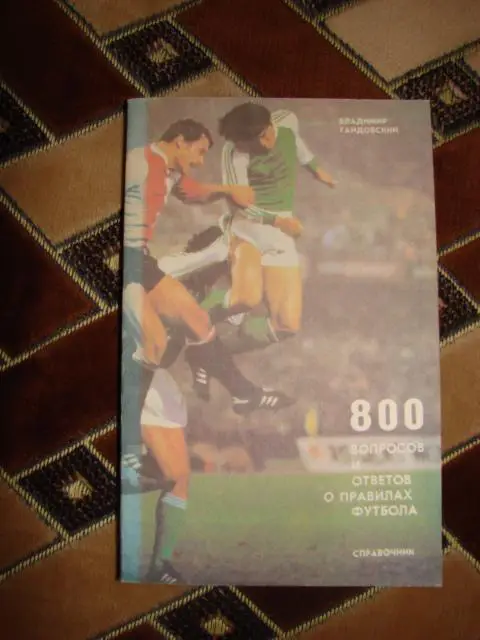 ВЛАДИМИР
ГАНДОВСКИЙ
800
ВОПРОСОВ
И
ОТВЕТОВ
О ПРАВИЛАХ
ФУТБОЛА
СПРАВОЧНИК